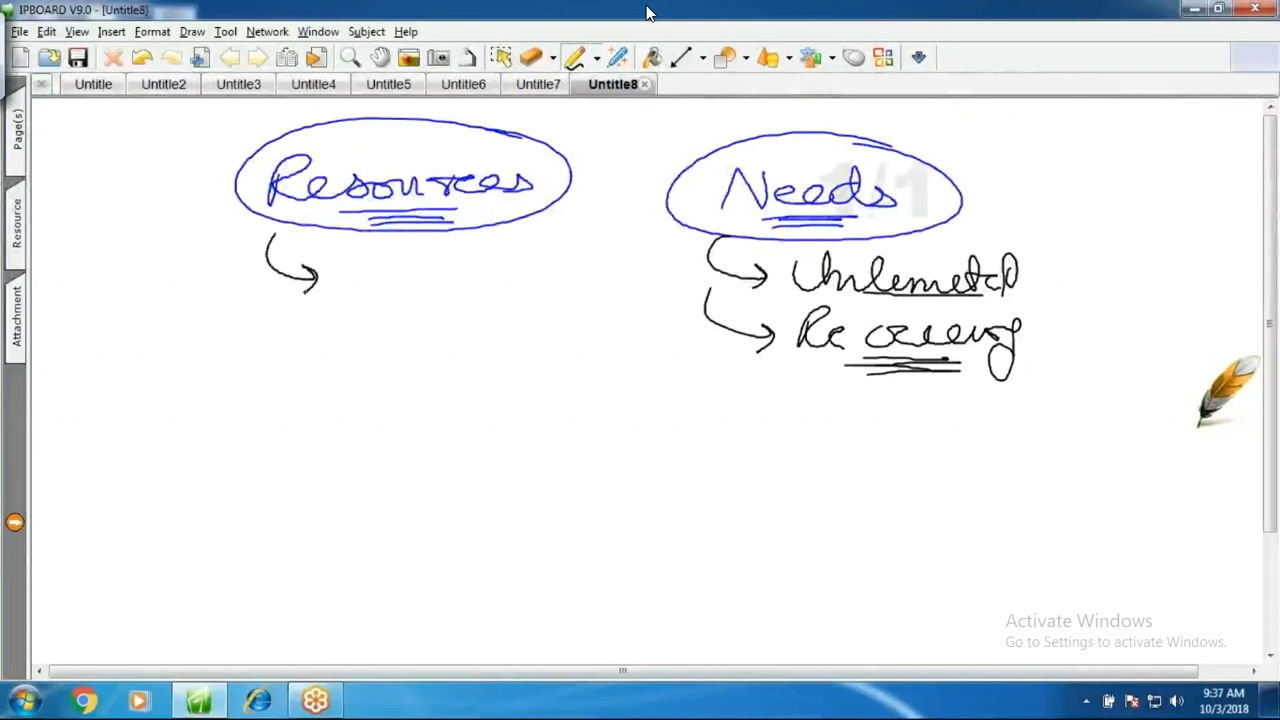 IPBOARD V9.0 - [Untitle8]
File Edit View Insert Format Draw Tool Network Window Subject Help
Untitle Untitle2 Untitle3 Untitle4 Untitle5 Untitle6 Untitle7 Untitle8
Page(s)
Resource
Attachment
Resources
Needs
1/1
Activate Windows
Go to Settings to activate Windows.
9:37 AM
10/3/2018